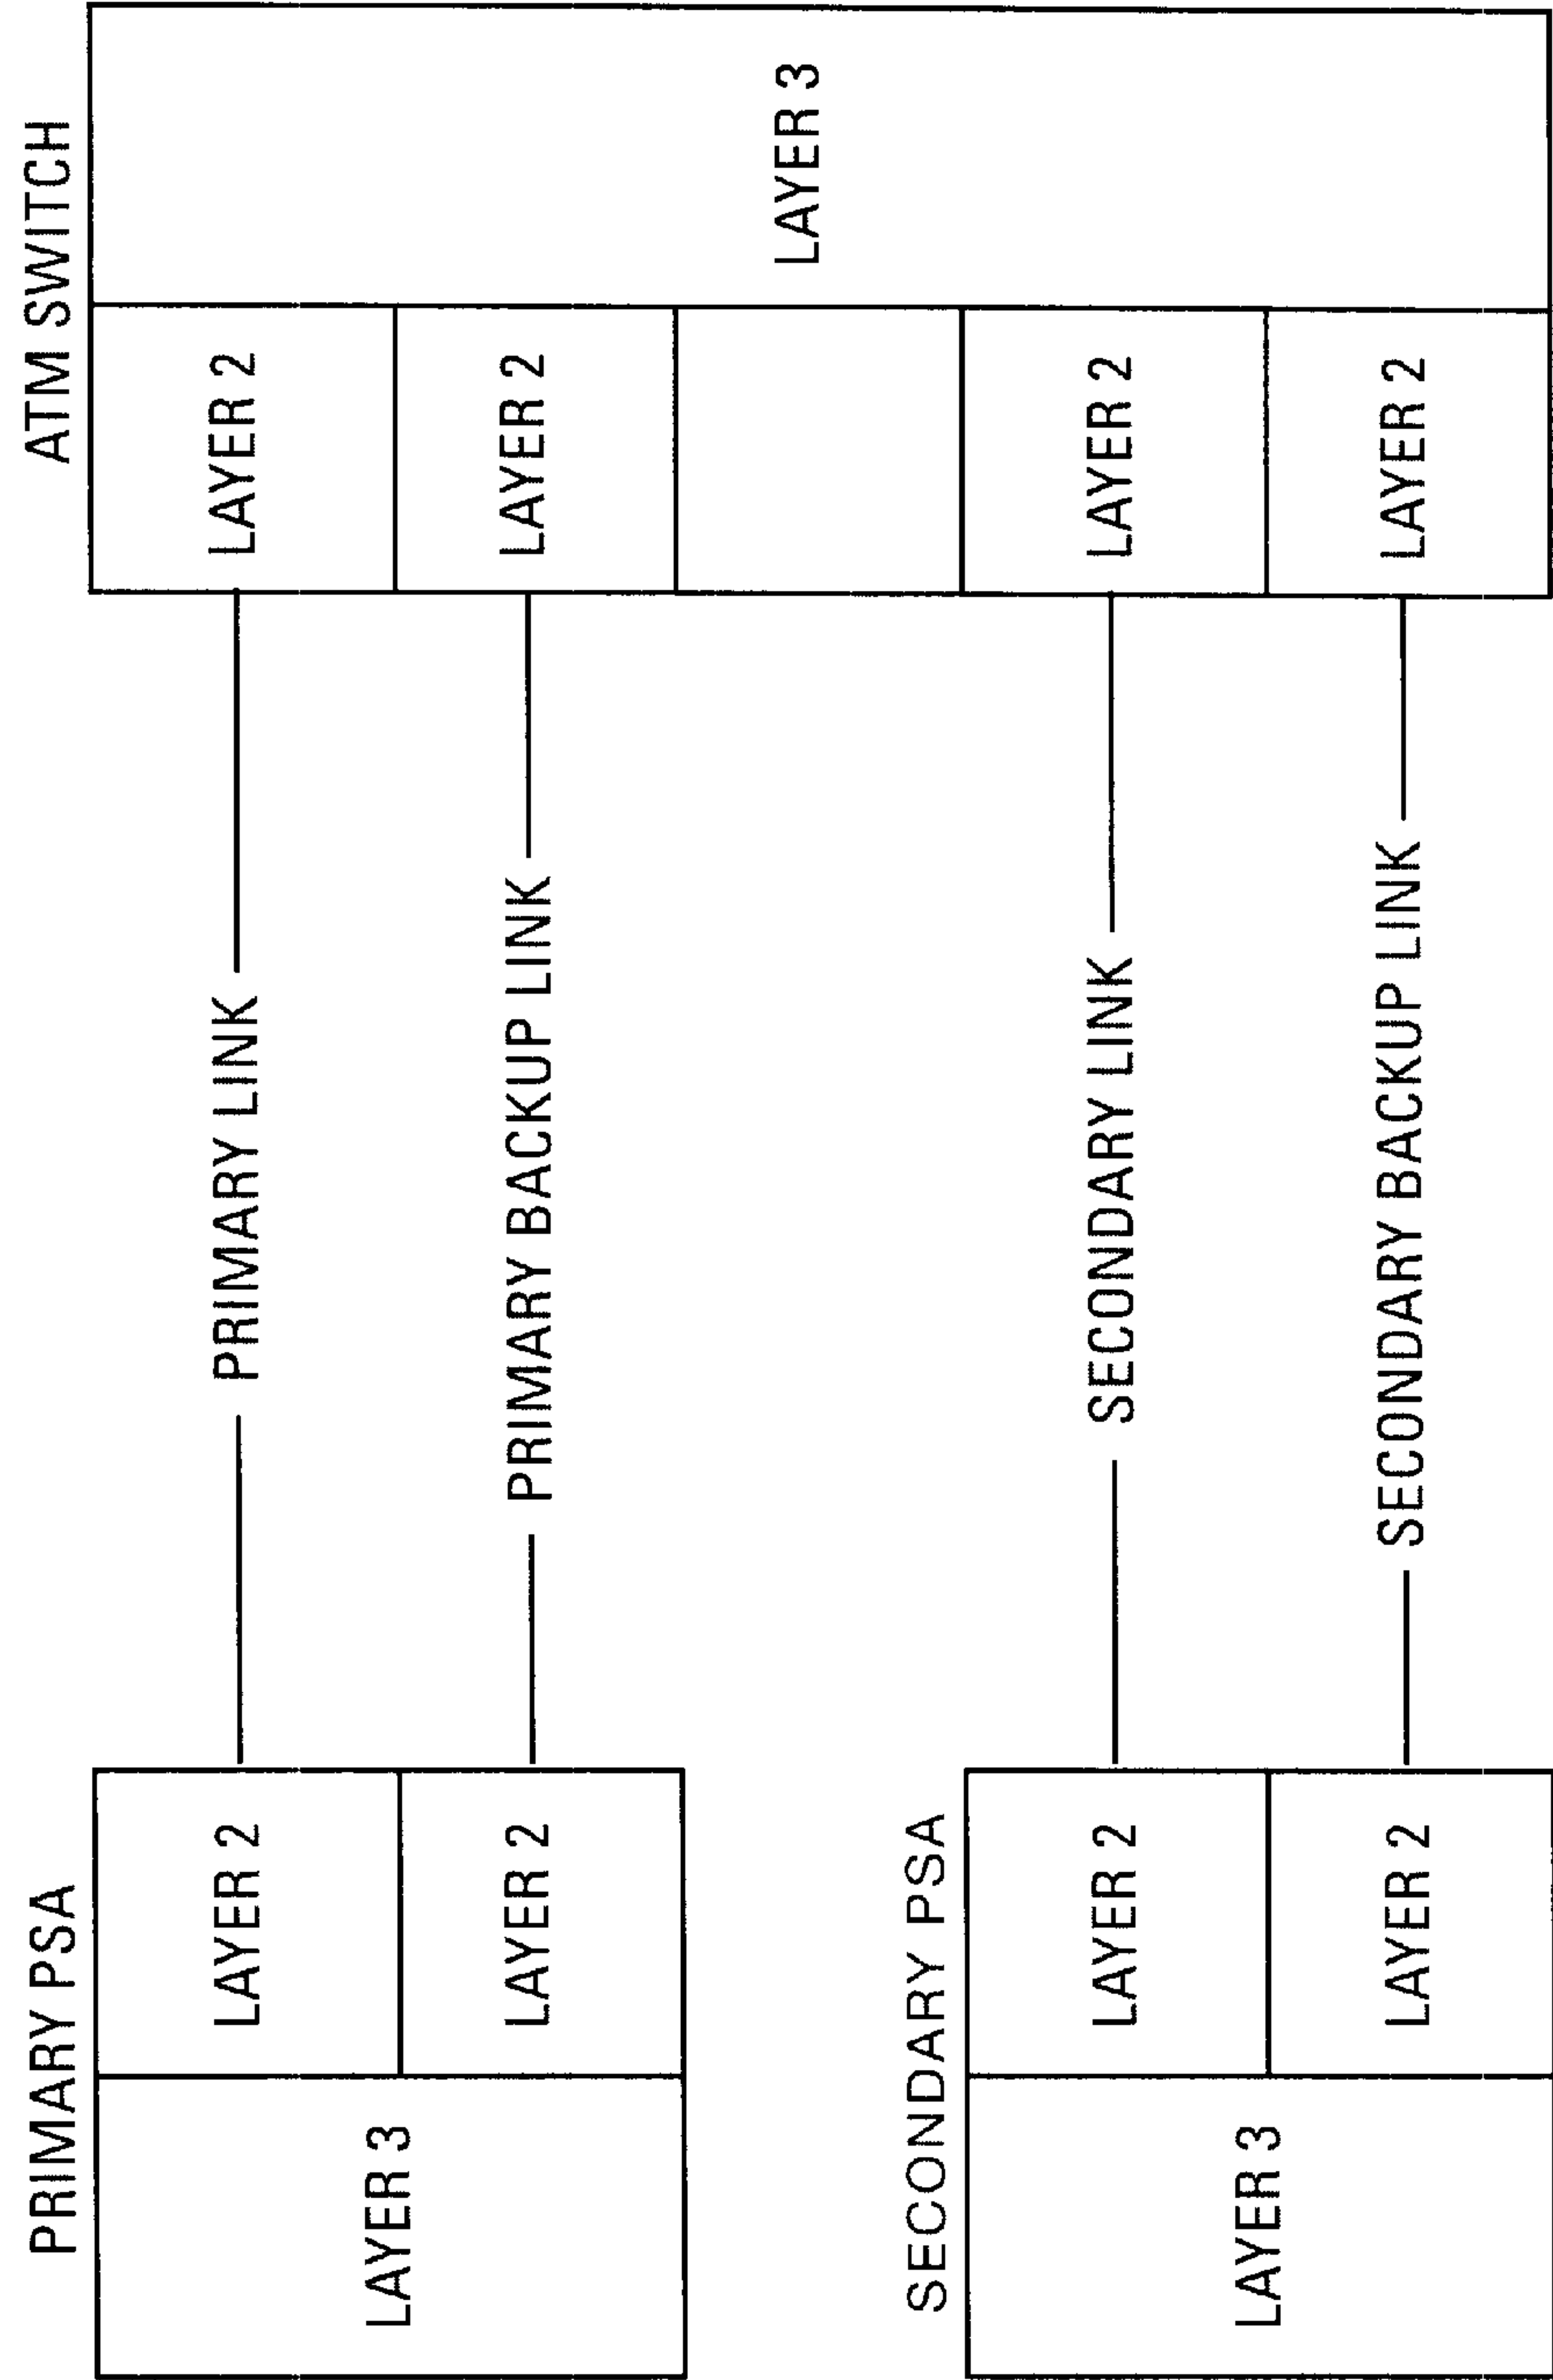 PRIMARY PSA
ATM SWITCH
LAYER 3
LAYER 2
PRIMARY LINK
LAYER 2
LAYER 2
PRIMARY BACKUP LINK
LAYER 2
LAYER 3
SECONDARY PSA
LAYER 3
LAYER 2
SECONDARY LINK
LAYER 2
LAYER 2
SECONDARY BACKUP LINK
LAYER 2